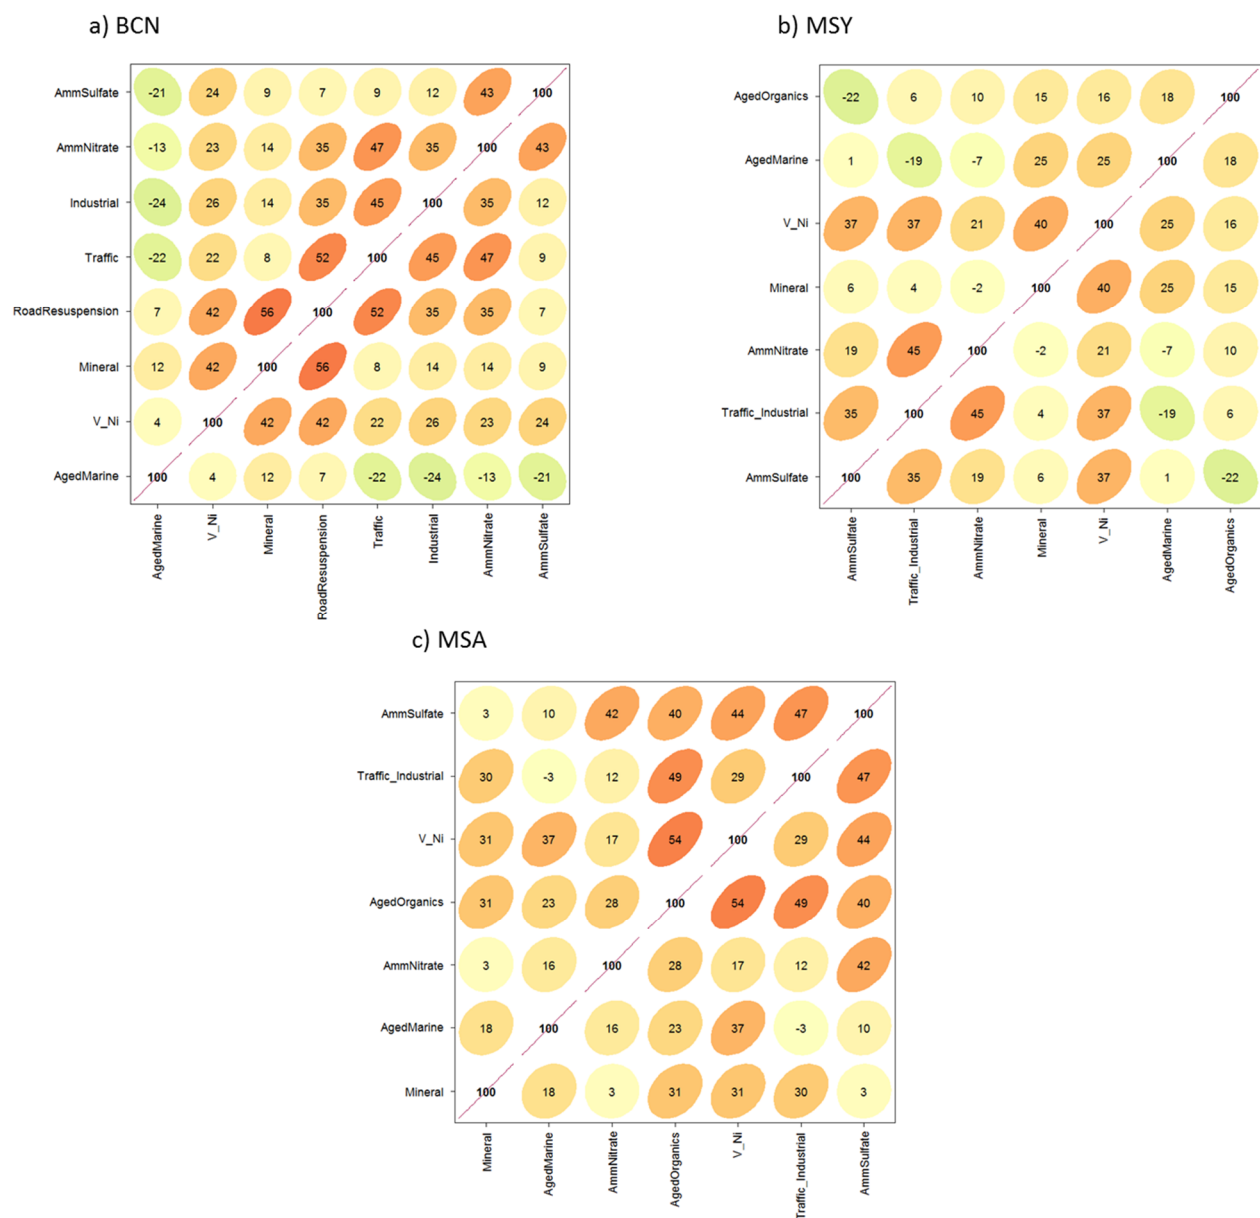 a) BCN
AmmSulfate -21 24 9 7 9 12 43 100
AmmNitrate -13 23 14 35 47 35 100 43
Industrial -24 26 14 35 45 100 35 12
Traffic -22 22 8 52 100 45 47 9
RoadResuspension 7 42 56 100 52 35 35 7
Mineral 12 42 100 56 8 14 14 9
V_Ni 4 100 42 42 22 26 23 24
AgedMarine 100 4 12 7 -22 -24 -13 -21
AgedMarine V_Ni Mineral RoadResuspension Traffic Industrial AmmNitrate AmmSulfate
b) MSY
AgedOrganics -22 6 10 15 16 18 100
AgedMarine 1 -19 -7 25 25 100 18
V_Ni 37 37 21 40 100 25 16
Mineral 6 4 -2 100 40 25 15
AmmNitrate 19 45 100 -2 21 -7 10
Traffic_Industrial 35 100 45 4 37 -19 6
AmmSulfate 100 35 19 6 37 1 -22
AmmSulfate Traffic_Industrial AmmNitrate Mineral V_Ni AgedMarine AgedOrganics
c) MSA
AmmSulfate 3 10 42 40 44 47 100
Traffic_Industrial 30 -3 12 49 29 100 47
V_Ni 31 37 17 54 100 29 44
AgedOrganics 31 23 28 100 54 49 40
AmmNitrate 3 16 100 28 17 12 42
AgedMarine 18 100 16 23 37 -3 10
Mineral 100 18 3 31 31 30 3
Mineral AgedMarine AmmNitrate AgedOrganics V_Ni Traffic_Industrial AmmSulfate